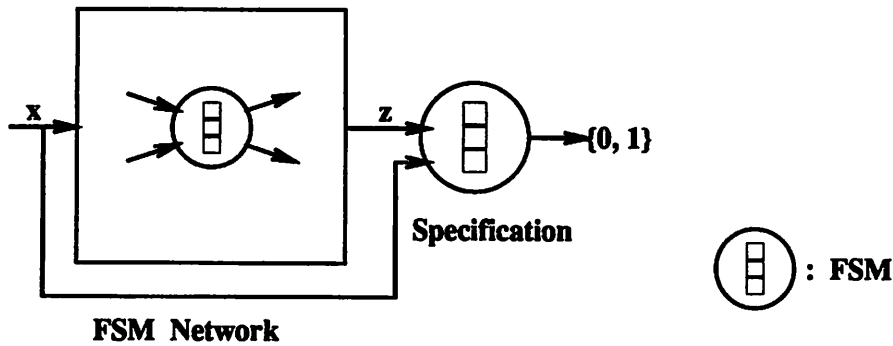 x
z
{0, 1}
Specification
: FSM
FSM Network